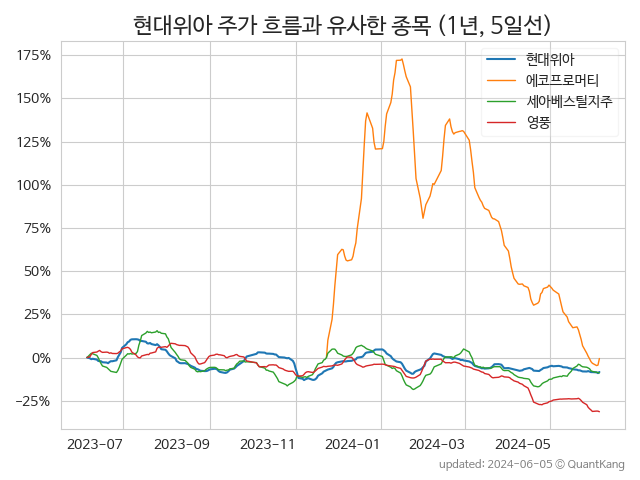 현대위아 주가 흐름과 유사한 종목 (1년, 5일선)
175%
150%
125%
100%
75%
50%
25%
0%
−25%
현대위아
에코프로머티
세아베스틸지주
영풍
2023-07
2023-09
2023-11
2024-01
2024-03
2024-05
updated: 2024-06-05 © QuantKang